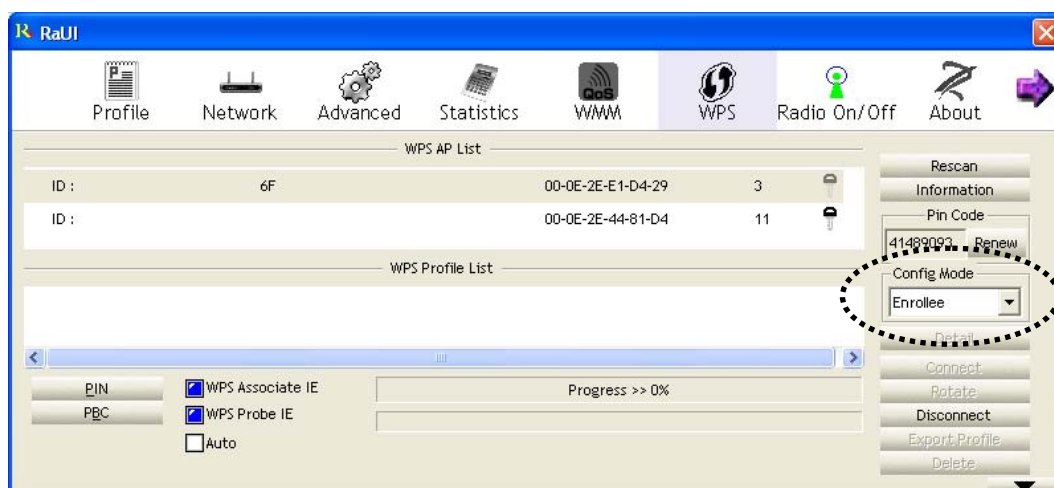 RaUI
Profile Network Advanced Statistics QoS WMM WPS Radio On/Off About
WPS AP List
ID : 6F 00-0E-2E-E1-D4-29 3
ID : 00-0E-2E-44-81-D4 11
WPS Profile List
Rescan
Information
Pin Code
41489093 Renew
Config Mode
Enrollee
Detail
Connect
Rotate
Disconnect
Export Profile
Delete
PIN
PBC
WPS Associate IE
WPS Probe IE
Auto
Progress >> 0%